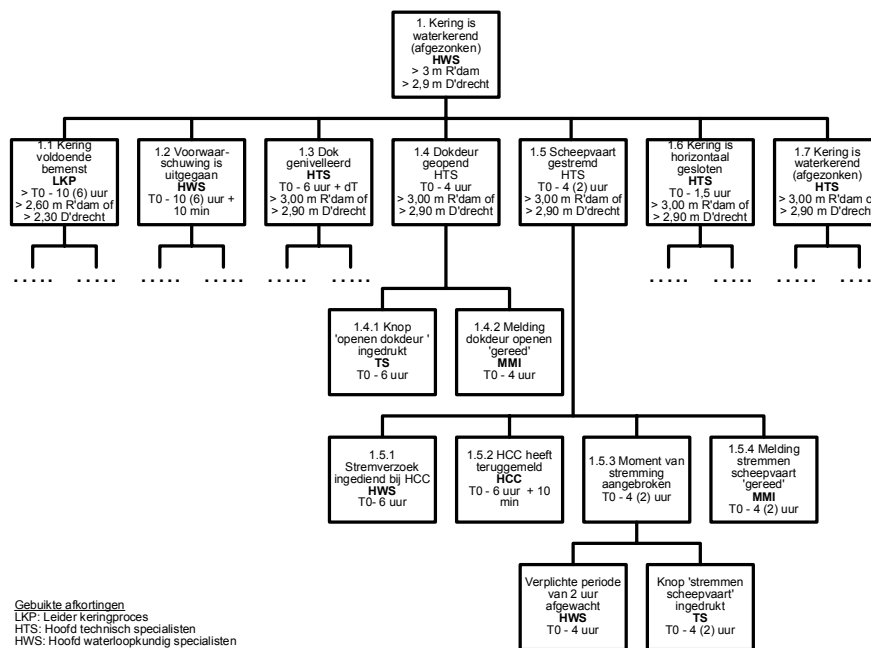 1. Kering is
waterkerend
(afgezonken)
HWS
> 3 m R'dam
> 2,9 m D'drecht
1.1 Kering
voldoende
bemenst
LKP
> T0 - 10 (6) uur
> 2,60 m R'dam of
> 2,30 D'drecht
1.2 Voorwaar-
schuwing is
uitgegaan
HWS
T0 - 10 (6) uur +
10 min
1.3 Dok
genivelleerd
HTS
T0 - 6 uur + dT
> 3,00 m R'dam of
> 2,90 m D'drecht
1.4 Dokdeur
geopend
HTS
T0 - 4 uur
> 3,00 m R'dam of
> 2,90 m D'drecht
1.5 Scheepvaart
gestremd
HTS
T0 - 4 (2) uur
> 3,00 m R'dam of
> 2,90 m D'drecht
1.6 Kering is
horizontaal
gesloten
HTS
T0 - 1,5 uur
> 3,00 m R'dam of
> 2,90 m D'drecht
1.7 Kering is
waterkerend
(afgezonken)
HTS
> 3,00 m R'dam of
> 2,90 m D'drecht
..... ..... ..... ..... ..... ..... ..... ..... ..... .....
1.4.1 Knop
'openen dokdeur '
ingedrukt
TS
T0 - 6 uur
1.4.2 Melding
dokdeur openen
'gereed'
MMI
T0 - 4 uur
1.5.1
Stremverzoek
ingediend bij HCC
HWS
T0- 6 uur
1.5.2 HCC heeft
teruggemeld
HCC
T0 - 6 uur + 10
min
1.5.3 Moment van
stremming
aangebroken
T0 - 4 (2) uur
1.5.4 Melding
stremmen
scheepvaart
'gereed'
MMI
T0 - 4 (2) uur
Verplichte periode
van 2 uur
afgewacht
HWS
T0 - 4 uur
Knop 'stremmen
scheepvaart'
ingedrukt
TS
T0 - 4 (2) uur
Gebuikte afkortingen
LKP: Leider keringproces
HTS: Hoofd technisch specialisten
HWS: Hoofd waterloopkundig specialisten